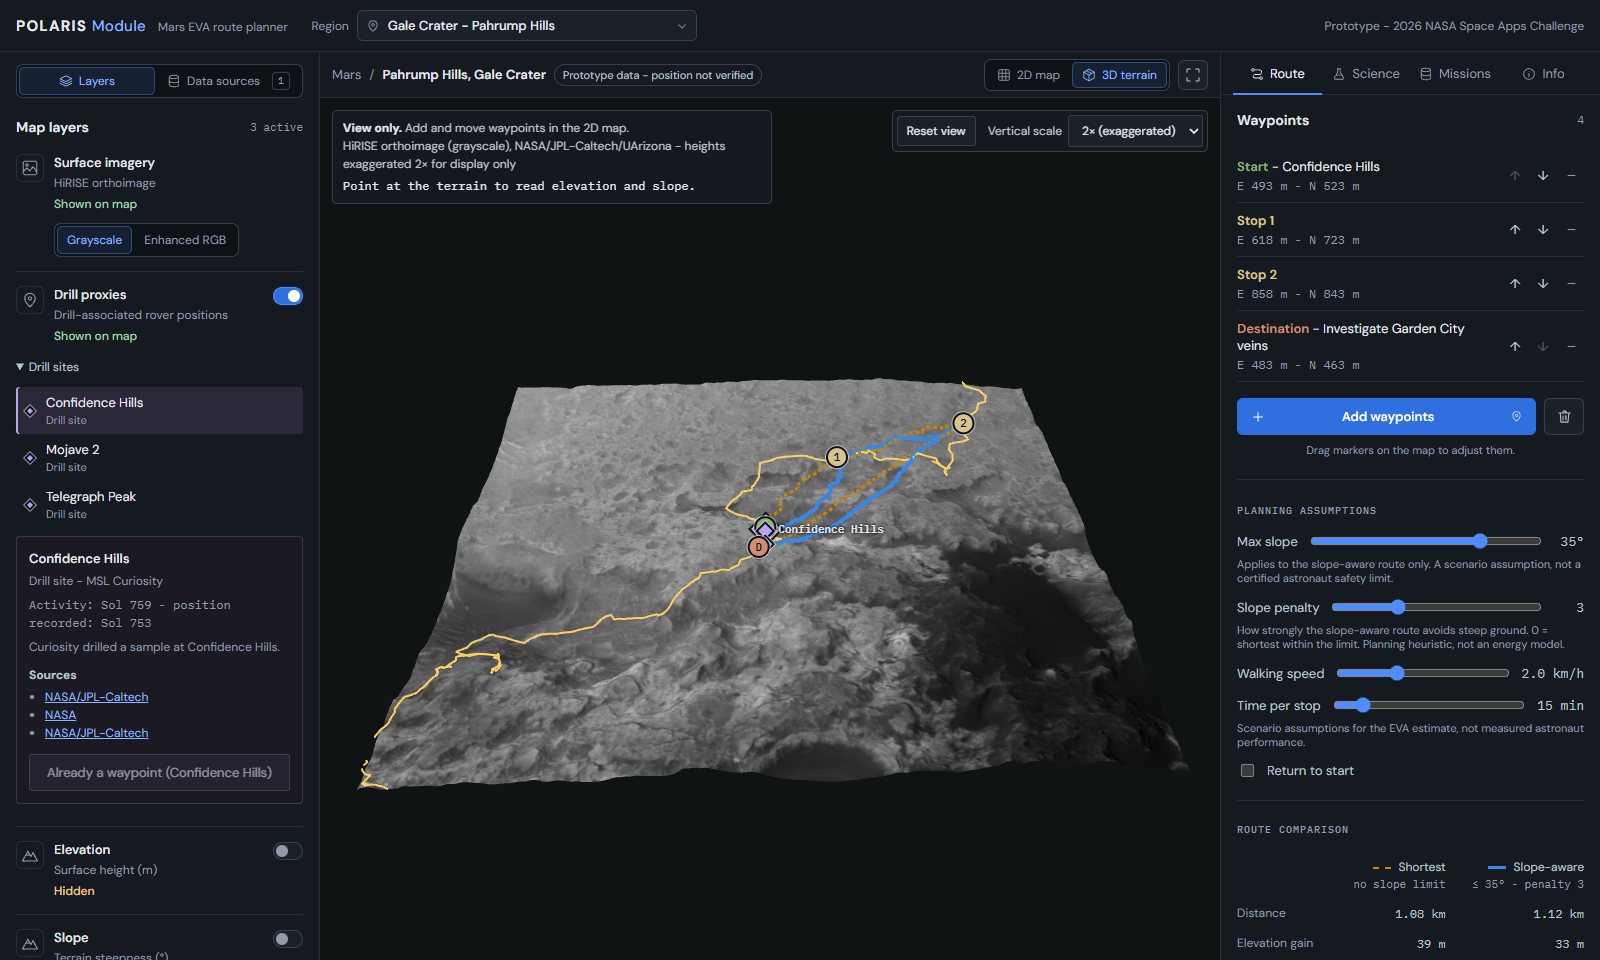 POLARIS Module Mars EVA route planner Region Gale Crater - Pahrump Hills Prototype - 2026 NASA Space Apps Challenge
Layers Data sources 1
Map layers 3 active
Surface imagery
HiRISE orthoimage
Shown on map
Grayscale Enhanced RGB
Drill proxies
Drill-associated rover positions
Shown on map
▼ Drill sites
Confidence Hills
Drill site
Mojave 2
Drill site
Telegraph Peak
Drill site
Confidence Hills
Drill site - MSL Curiosity
Activity: Sol 759 - position
recorded: Sol 753
Curiosity drilled a sample at Confidence Hills.
Sources
• NASA/JPL-Caltech
• NASA
• NASA/JPL-Caltech
Already a waypoint (Confidence Hills)
Elevation
Surface height (m)
Hidden
Slope
Terrain steepness (°)
Mars / Pahrump Hills, Gale Crater Prototype data - position not verified 2D map 3D terrain
View only. Add and move waypoints in the 2D map.
HiRISE orthoimage (grayscale), NASA/JPL-Caltech/UArizona - heights
exaggerated 2× for display only
Point at the terrain to read elevation and slope.
Reset view Vertical scale 2× (exaggerated)
2
1
Confidence Hills
D
Route Science Missions Info
Waypoints 4
Start - Confidence Hills
E 493 m - N 523 m
Stop 1
E 618 m - N 723 m
Stop 2
E 858 m - N 843 m
Destination - Investigate Garden City
veins
E 483 m - N 463 m
+ Add waypoints
Drag markers on the map to adjust them.
PLANNING ASSUMPTIONS
Max slope 35°
Applies to the slope-aware route only. A scenario assumption, not a
certified astronaut safety limit.
Slope penalty 3
How strongly the slope-aware route avoids steep ground. 0 =
shortest within the limit. Planning heuristic, not an energy model.
Walking speed 2.0 km/h
Time per stop 15 min
Scenario assumptions for the EVA estimate, not measured astronaut
performance.
Return to start
ROUTE COMPARISON
Shortest Slope-aware
no slope limit ≤ 35° - penalty 3
Distance 1.08 km 1.12 km
Elevation gain 39 m 33 m